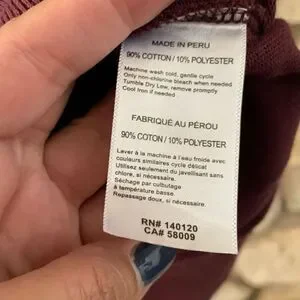 MADE IN PERU
90% COTTON / 10% POLYESTER
Machine wash cold, gentle cycle
Only non-chlorine bleach when needed
Tumble Dry Low, remove promptly
Cool Iron if needed
FABRIQUÉ AU PÉROU
90% COTTON / 10% POLYESTER
Laver à la machine à l'eau froide avec
couleurs similaires cycle délicat
Utilisez seulement du javellisant sans
chlore, si nécessaire
Séchage par culbutage
à température basse
Repassage doux, si nécessaire
RN# 140120
CA# 58009